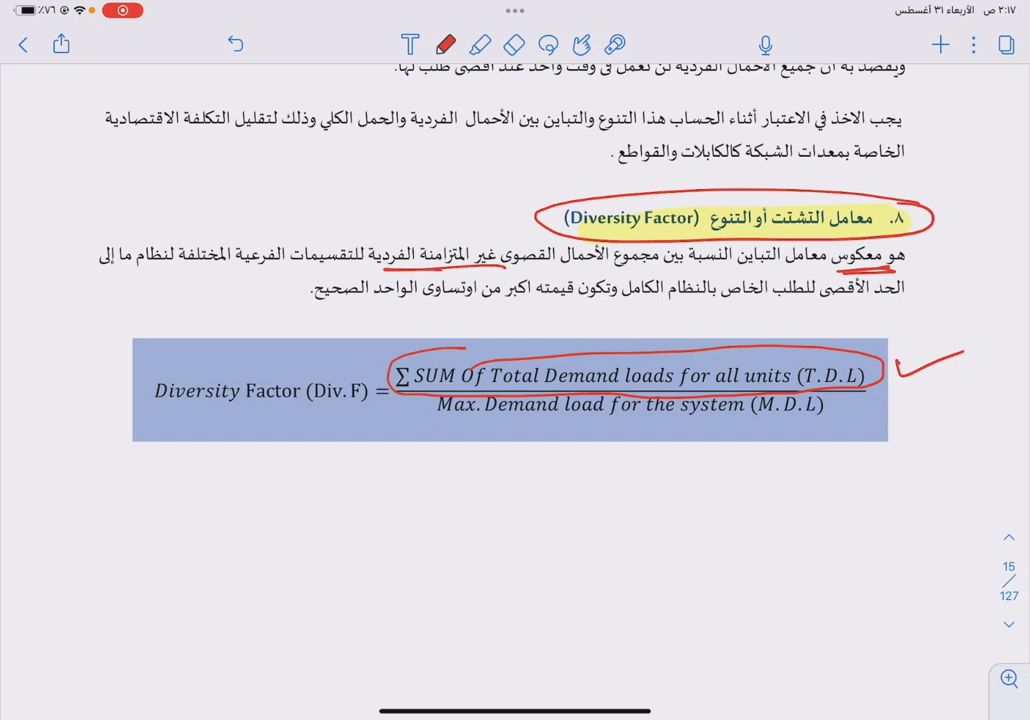 ٢:١٧ ص الأربعاء ٣١ أغسطس
٪٧٦
ويقصد به ان جميع الاحمال الفردية لن تعمل في وقت واحد عند اقصى طلب لها.
يجب الاخذ في الاعتبار أثناء الحساب هذا التنوع والتباين بين الأحمال الفردية والحمل الكلي وذلك لتقليل التكلفة الاقتصادية
الخاصة بمعدات الشبكة كالكابلات والقواطع .
٨. معامل التشتت أو التنوع (Diversity Factor)
هو معكوس معامل التباين النسبة بين مجموع الأحمال القصوى غير المتزامنة الفردية للتقسيمات الفرعية المختلفة لنظام ما إلى
الحد الأقصى للطلب الخاص بالنظام الكامل وتكون قيمته اكبر من اوتساوى الواحد الصحيح.
Diversity Factor (Div. F) = ∑ SUM Of Total Demand loads for all units (T. D. L)
Max. Demand load for the system (M. D. L)
15
127